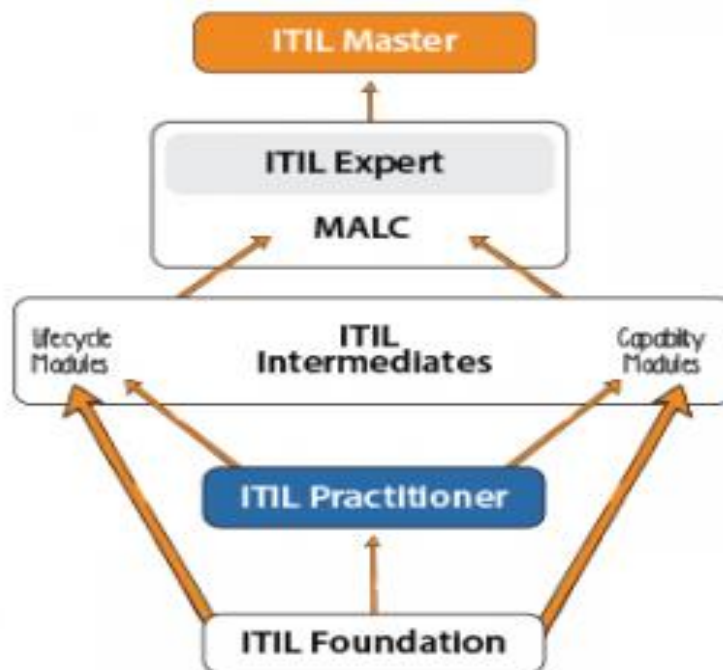 ITIL Master
ITIL Expert
MALC
Lifecycle
Modules
ITIL
Intermediates
Capability
Modules
ITIL Practitioner
ITIL Foundation